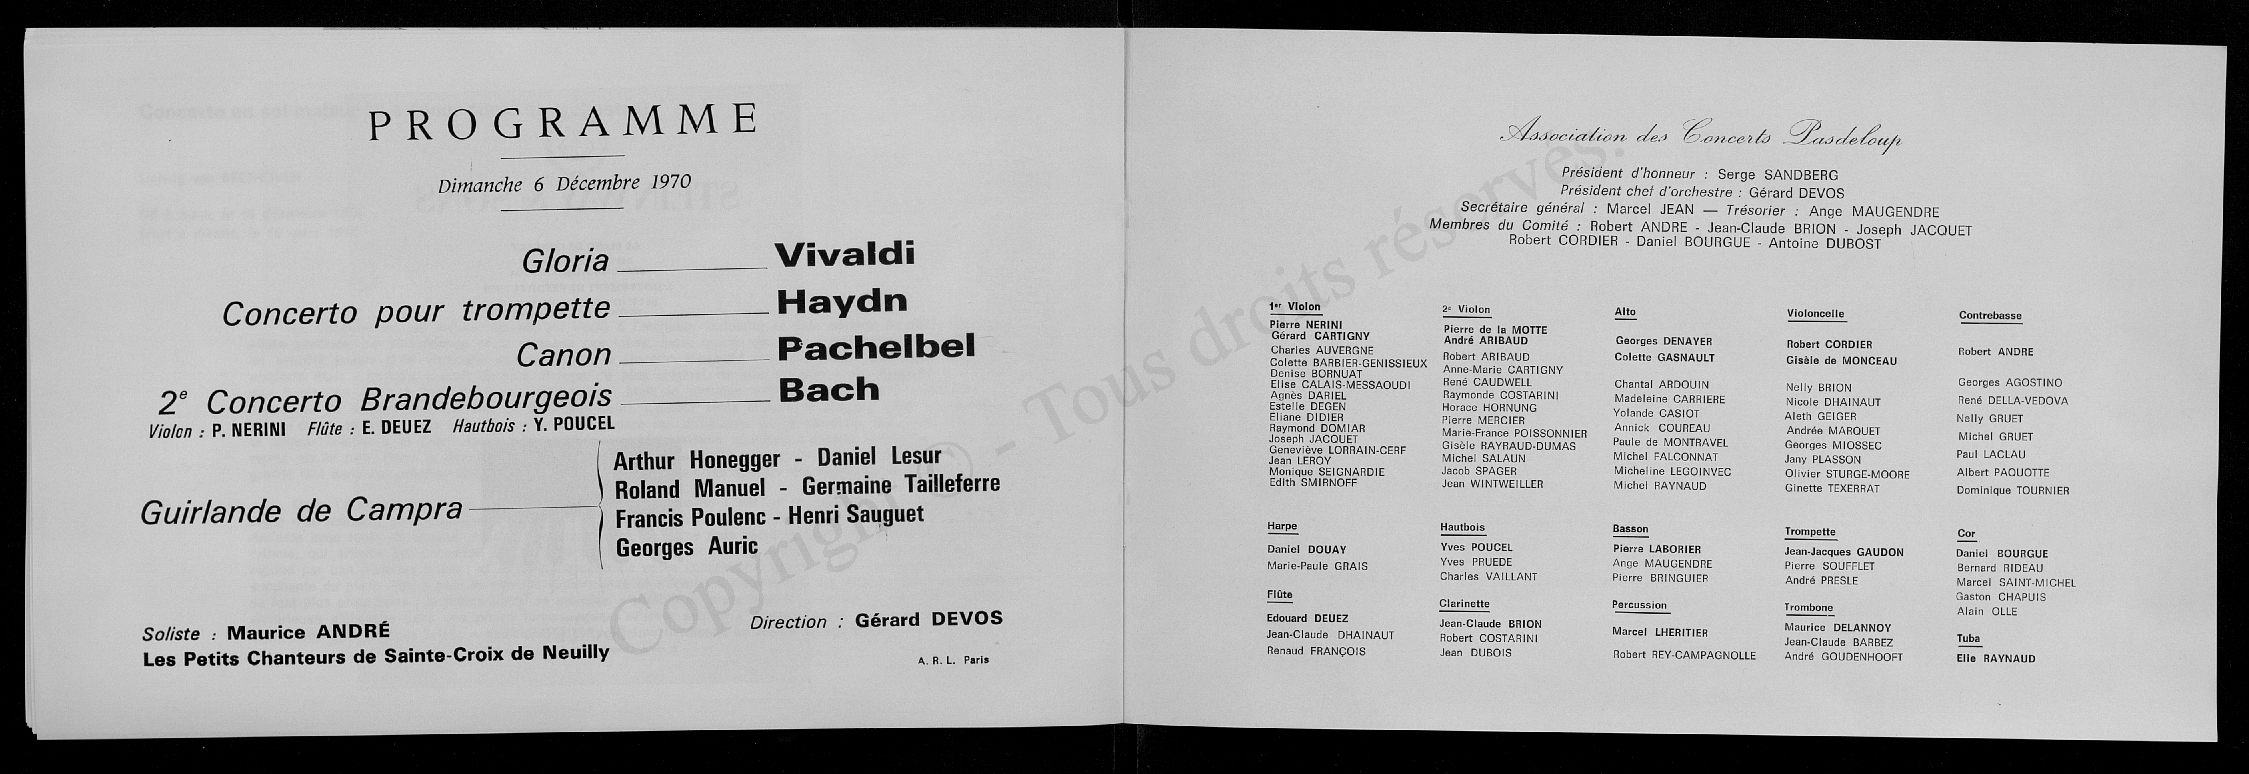 PROGRAMME
Dimanche 6 Décembre 1970
Gloria Vivaldi
Concerto pour trompette Haydn
Canon Pachelbel
2e Concerto Brandebourgeois Bach
Violon : P. NERINI Flûte : E. DEUEZ Hautbois : Y. POUCEL
Guirlande de Campra
Arthur Honegger - Daniel Lesur
Roland Manuel - Germaine Tailleferre
Francis Poulenc - Henri Sauguet
Georges Auric
Soliste : Maurice ANDRÉ
Les Petits Chanteurs de Sainte-Croix de Neuilly
Direction : Gérard DEVOS
A. R. L. Paris
Association des Concerts Pasdeloup
Président d'honneur : Serge SANDBERG
Président chef d'orchestre : Gérard DEVOS
Secrétaire général : Marcel JEAN — Trésorier : Ange MAUGENDRE
Membres du Comité : Robert ANDRE - Jean-Claude BRION - Joseph JACQUET
Robert CORDIER - Daniel BOURGUE - Antoine DUBOST
1er Violon
Pierre NERINI
Gérard CARTIGNY
Charles AUVERGNE
Colette BARBIER-GENISSIEUX
Denise BORNUAT
Elise CALAIS-MESSAOUDI
Agnès DARIEL
Estelle DEGEN
Eliane DIDIER
Raymond DOMIAR
Joseph JACQUET
Geneviève LORRAIN-CERF
Jean LEROY
Monique SEIGNARDIE
Edith SMIRNOFF
2e Violon
Pierre de la MOTTE
André ARIBAUD
Robert ARIBAUD
Anne-Marie CARTIGNY
René CAUDWELL
Raymonde COSTARINI
Horace HORNUNG
Pierre MERCIER
Marie-France POISSONNIER
Gisèle RAYRAUD-DUMAS
Michel SALAUN
Jacob SPAGER
Jean WINTWEILLER
Alto
Georges DENAYER
Colette GASNAULT
Chantal ARDOUIN
Madeleine CARRIERE
Yolande CASIOT
Annick COUREAU
Paule de MONTRAVEL
Michel FALCONNAT
Micheline LEGOINVEC
Michel RAYNAUD
Violoncelle
Robert CORDIER
Gisèle de MONCEAU
Nelly BRION
Nicole DHAINAUT
Aleth GEIGER
Andrée MARQUET
Georges MIOSSEC
Jany PLASSON
Olivier STURGE-MOORE
Ginette TEXERRAT
Contrebasse
Robert ANDRE
Georges AGOSTINO
René DELLA-VEDOVA
Nelly GRUET
Michel GRUET
Paul LACLAU
Albert PAQUOTTE
Dominique TOURNIER
Harpe
Daniel DOUAY
Marie-Paule GRAIS
Flûte
Edouard DEUEZ
Jean-Claude DHAINAUT
Renaud FRANÇOIS
Hautbois
Yves POUCEL
Yves PRUEDE
Charles VAILLANT
Clarinette
Jean-Claude BRION
Robert COSTARINI
Jean DUBOIS
Basson
Pierre LABORIER
Ange MAUGENDRE
Pierre BRINGUIER
Percussion
Marcel LHERITIER
Robert REY-CAMPAGNOLLE
Trompette
Jean-Jacques GAUDON
Pierre SOUFFLET
André PRESLE
Trombone
Maurice DELANNOY
Jean-Claude BARBEZ
André GOUDENHOOFT
Cor
Daniel BOURGUE
Bernard RIDEAU
Marcel SAINT-MICHEL
Gaston CHAPUIS
Alain OLLE
Tuba
Elie RAYNAUD
Copyright © - Tous droits réservés.